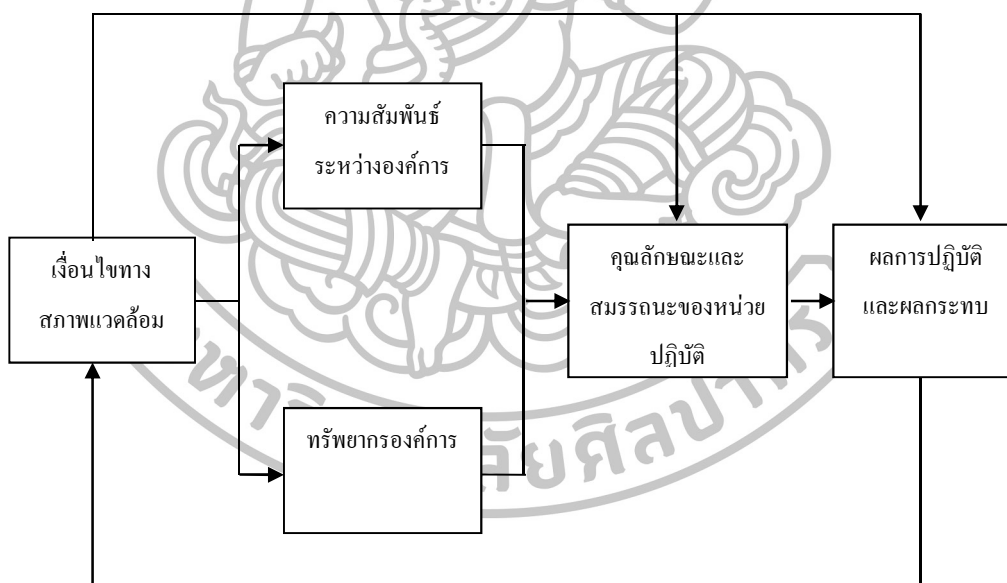 ความสัมพันธ์
ระหว่างองค์การ
เงื่อนไขทาง
สภาพแวดล้อม
คุณลักษณะและ
สมรรถนะของหน่วย
ปฏิบัติ
ผลการปฏิบัติ
และผลกระทบ
ทรัพยากรองค์การ